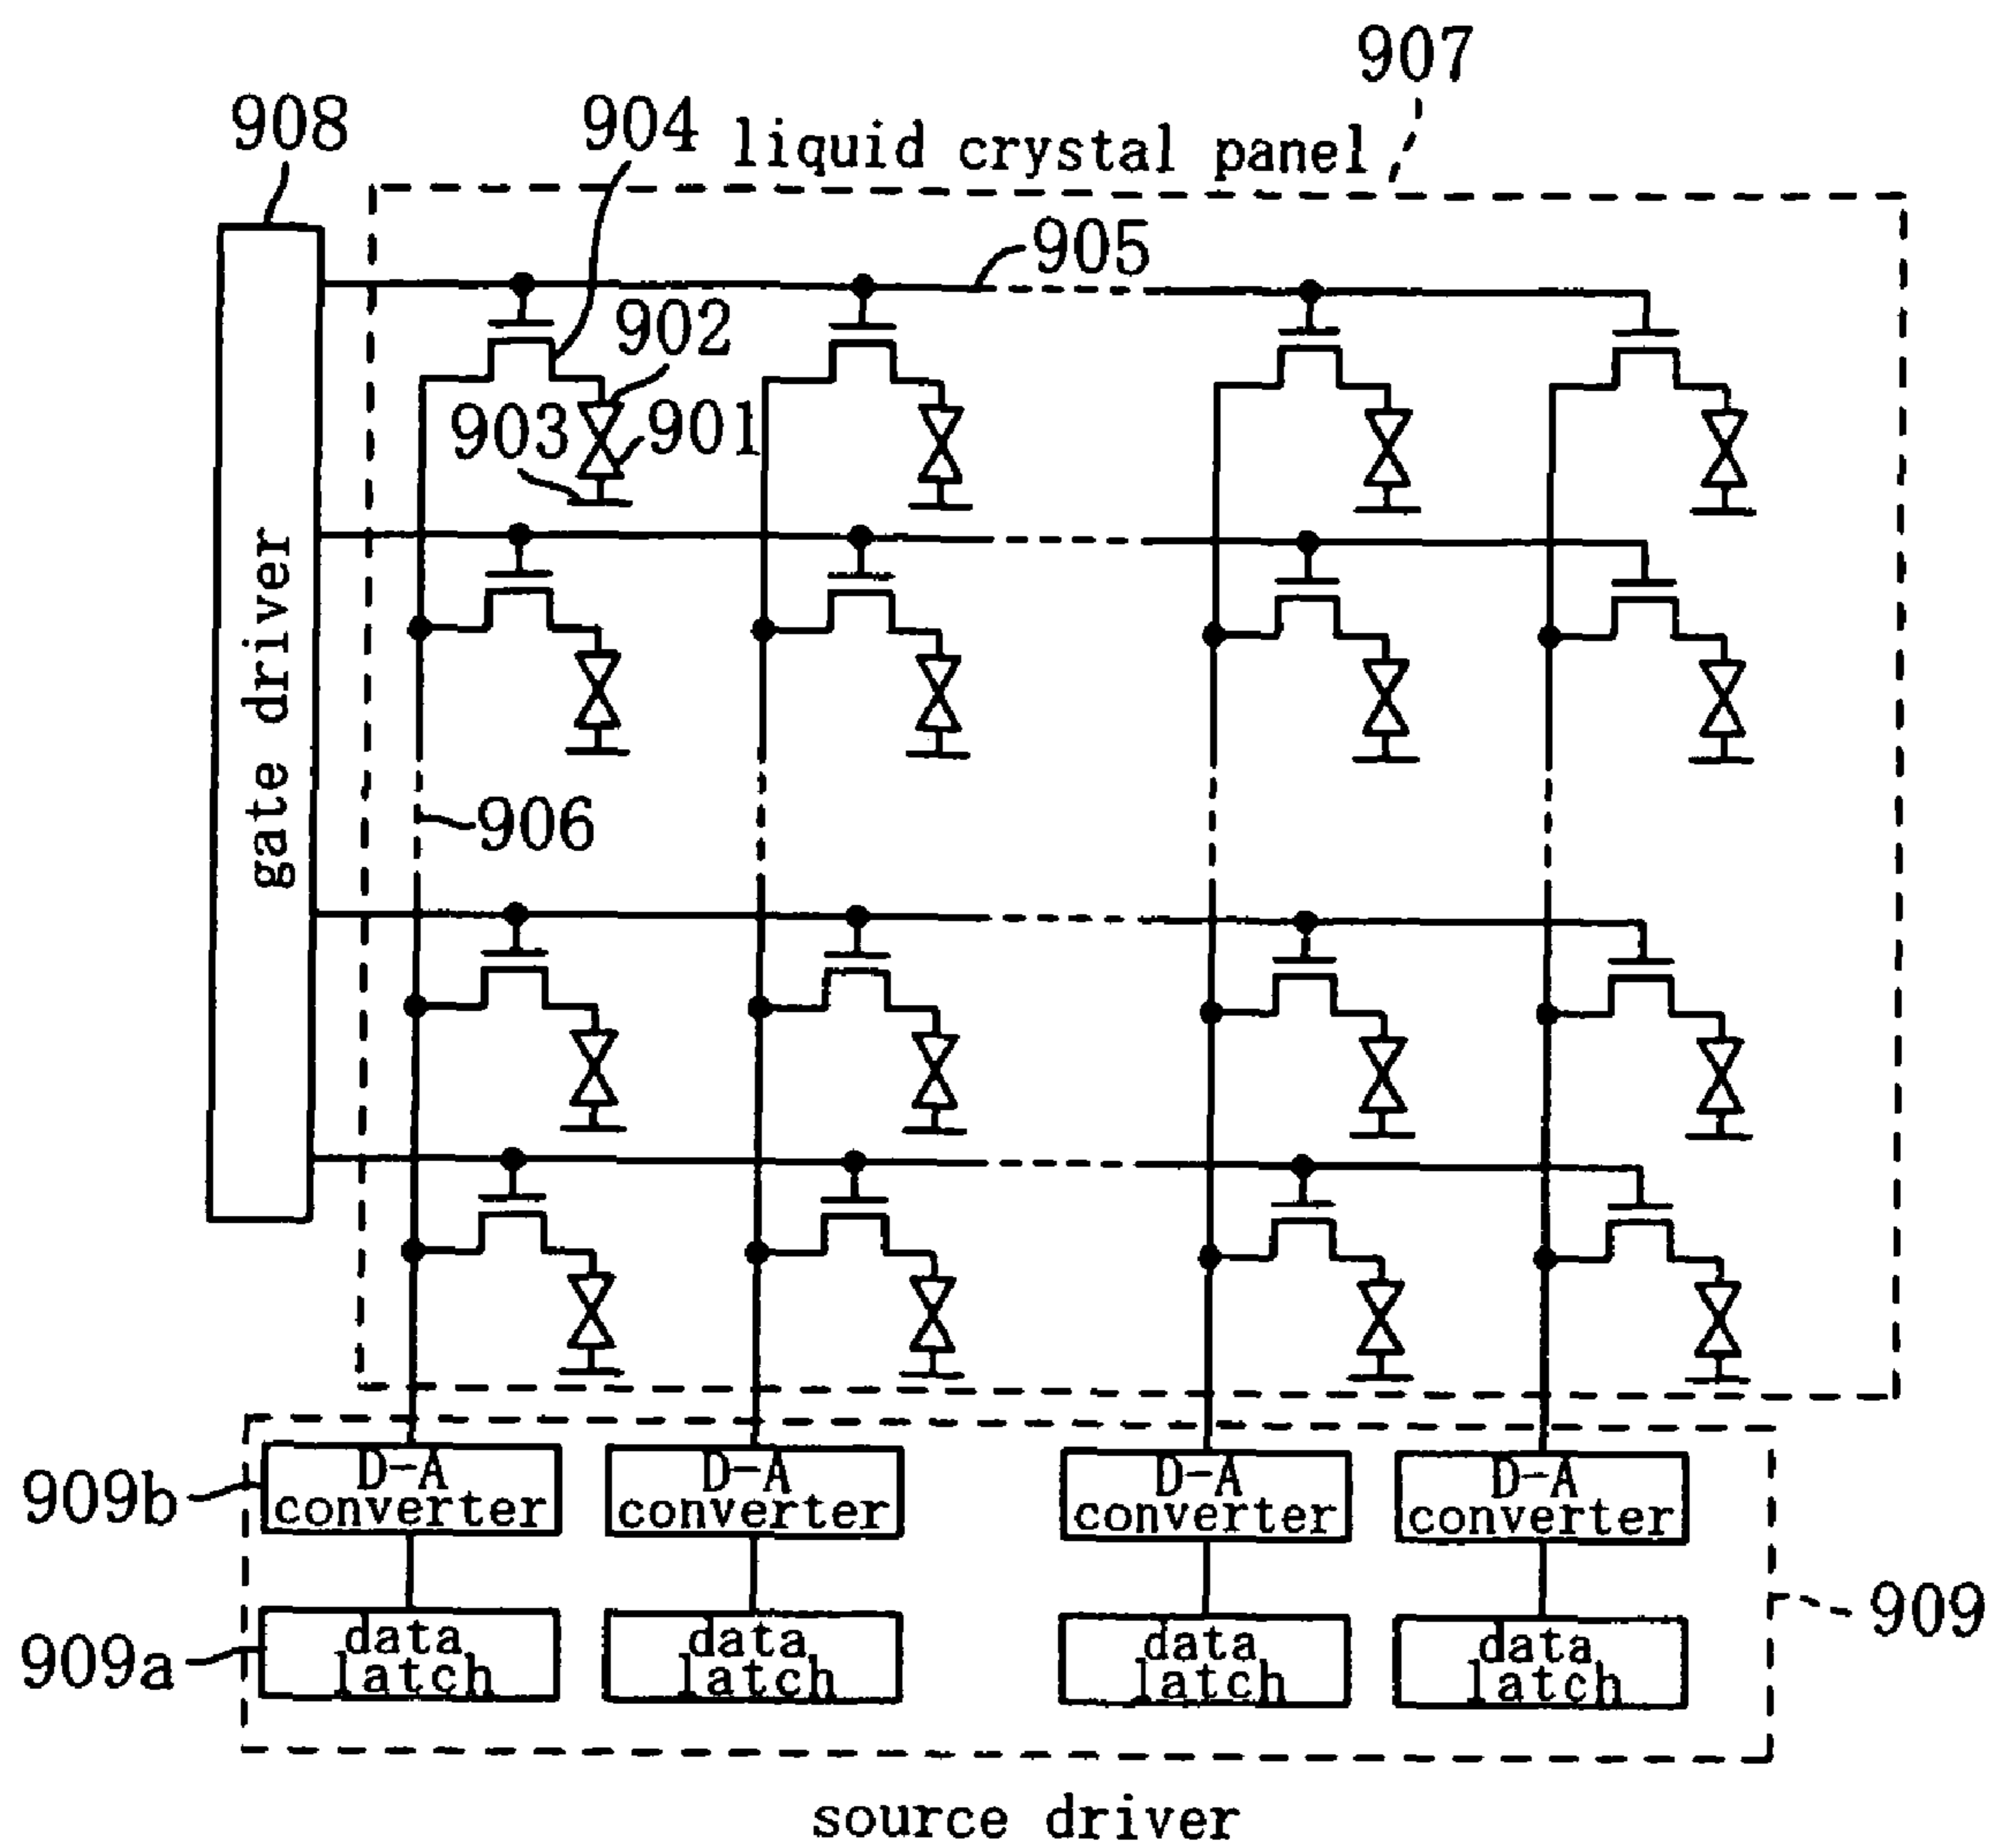 907
908
904
liquid crystal panel
905
902
903
901
gate driver
906
909b
D-A
converter
D-A
converter
D-A
converter
D-A
converter
909
909a
data
latch
data
latch
data
latch
data
latch
source driver